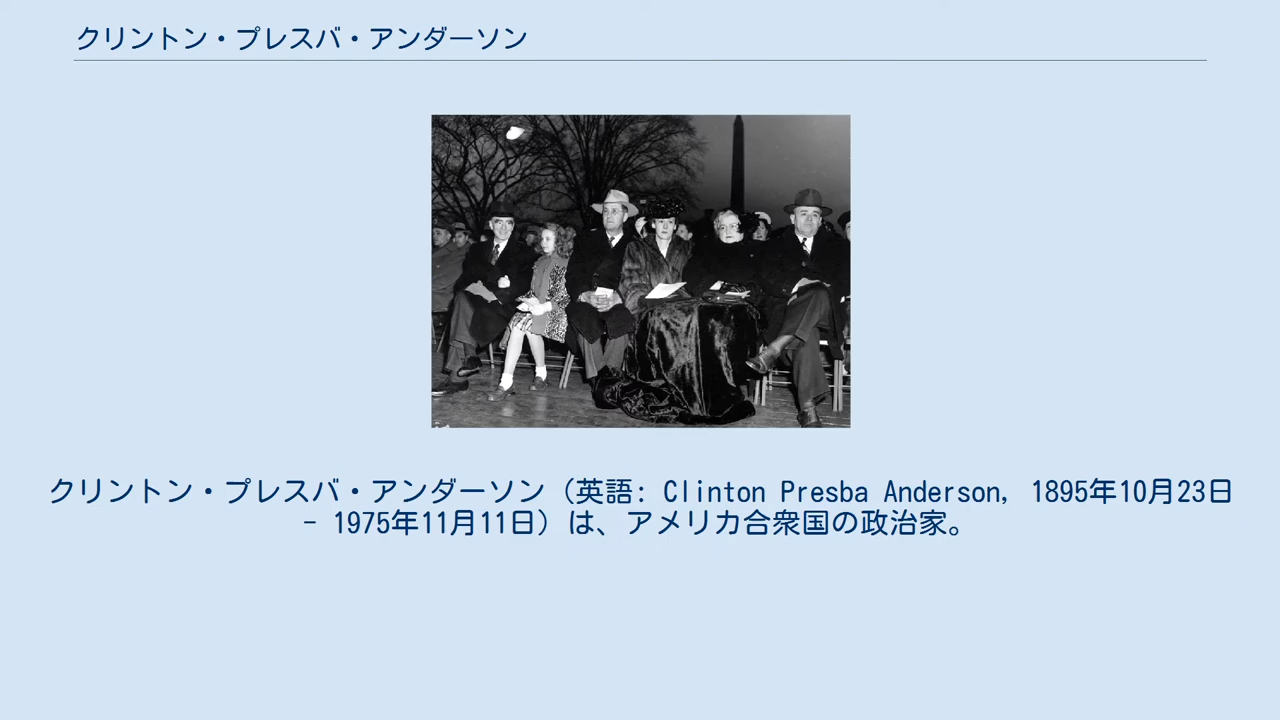 クリントン・プレスバ・アンダーソン
クリントン・プレスバ・アンダーソン（英語: Clinton Presba Anderson, 1895年10月23日
- 1975年11月11日）は、アメリカ合衆国の政治家。